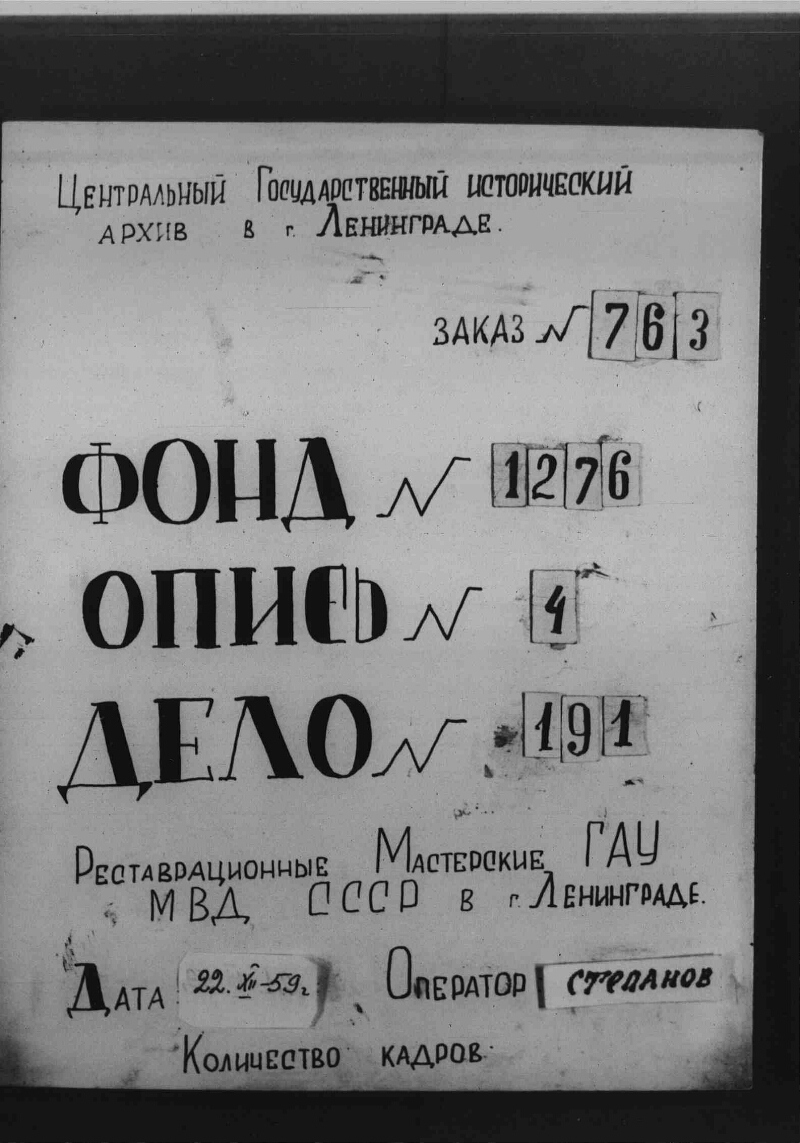 Центральный Государственный исторический
архив в г. Ленинграде.
заказ № 763
ФОНД № 1276
ОПИСЬ № 4
ДЕЛО № 191
Реставрационные Мастерские ГАУ
МВД СССР в г. Ленинграде.
Дата 22. XII-59 г. Оператор Степанов
Количество кадров